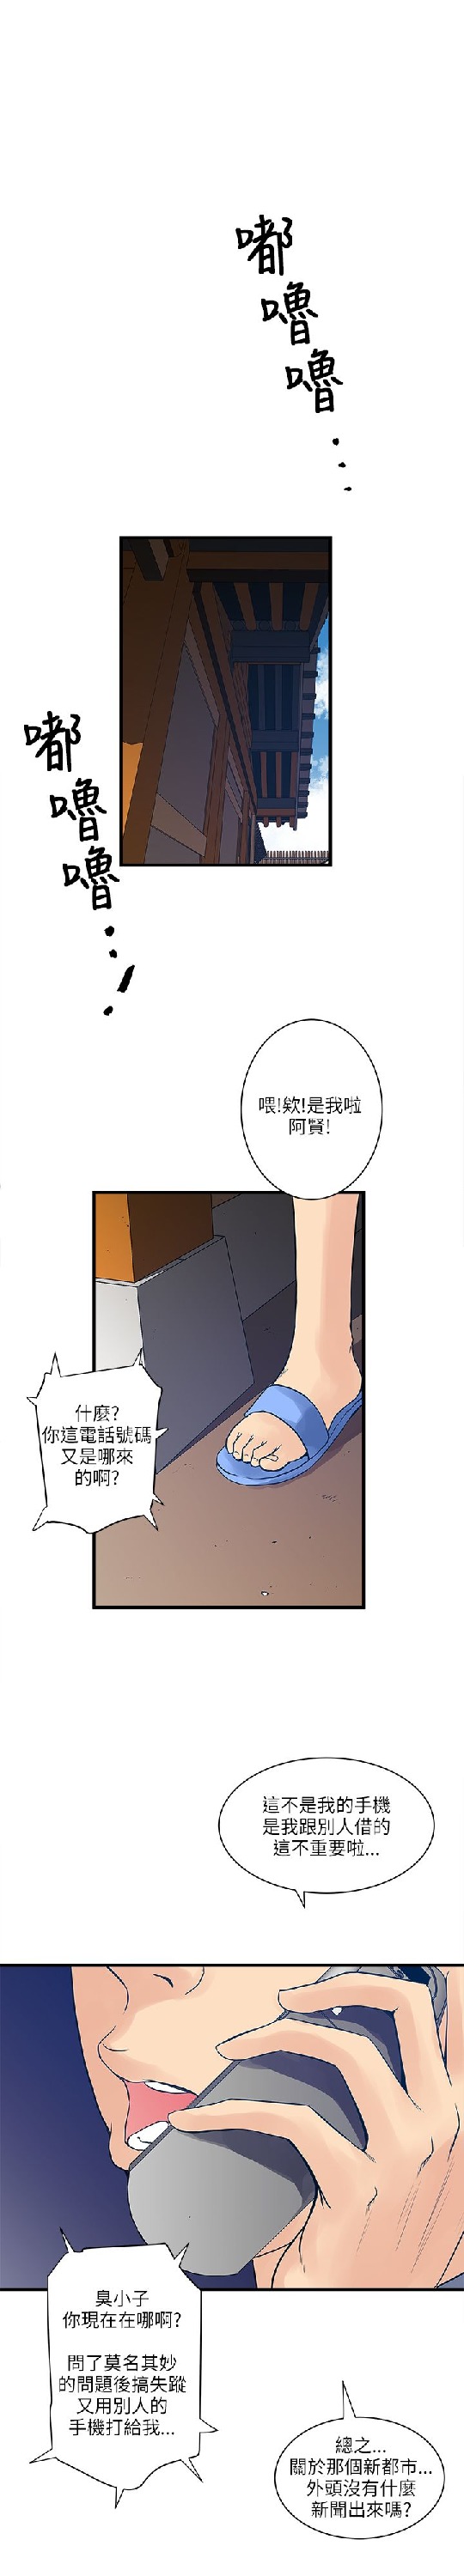 嘟嚕嚕...
嘟嚕嚕...
喂!欸!是我啦
阿賢!
什麼?
你這電話號碼
又是哪來
的啊?
這不是我的手機
是我跟別人借的
這不重要啦...
臭小子
你現在在哪啊?
問了莫名其妙
的問題後搞失蹤
又用別人的
手機打給我...
總之...
關於那個新都市...
外頭沒有什麼
新聞出來嗎?